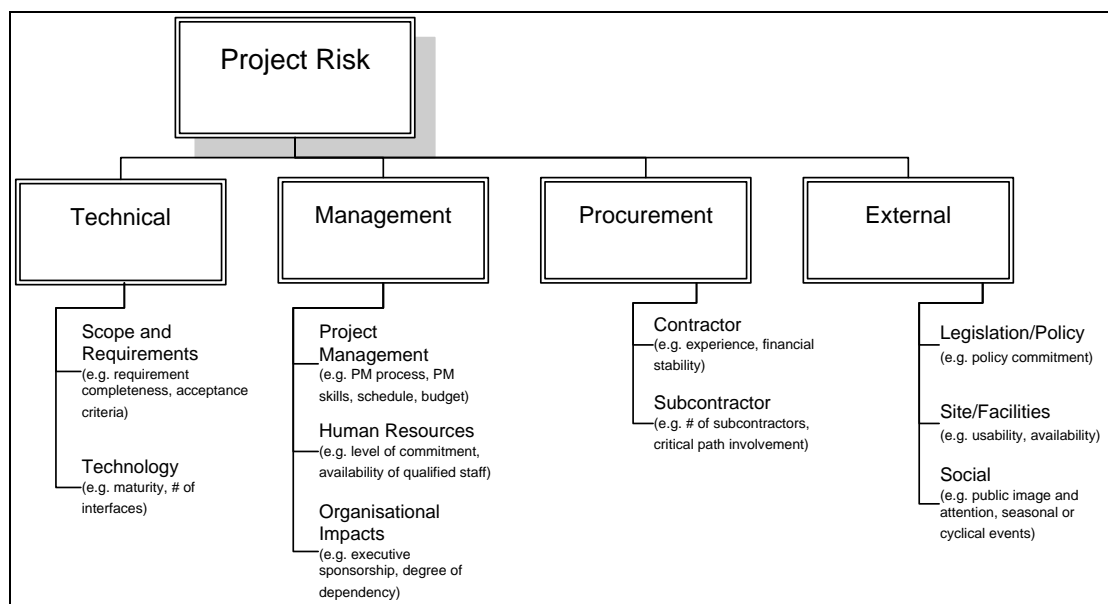 Project Risk
Technical
Management
Procurement
External
Scope and
Requirements
(e.g. requirement
completeness, acceptance
criteria)
Technology
(e.g. maturity, # of
interfaces)
Project
Management
(e.g. PM process, PM
skills, schedule, budget)
Human Resources
(e.g. level of commitment,
availability of qualified staff)
Organisational
Impacts
(e.g. executive
sponsorship, degree of
dependency)
Contractor
(e.g. experience, financial
stability)
Subcontractor
(e.g. # of subcontractors,
critical path involvement)
Legislation/Policy
(e.g. policy commitment)
Site/Facilities
(e.g. usability, availability)
Social
(e.g. public image and
attention, seasonal or
cyclical events)